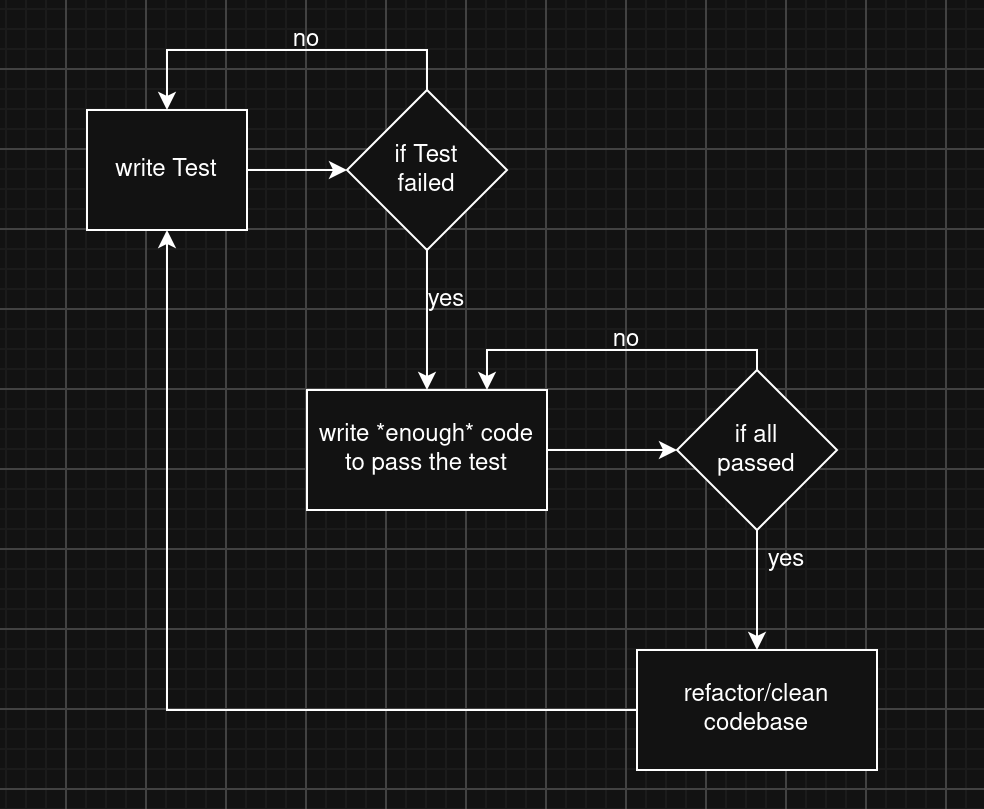 no
write Test
if Test
failed
yes
no
write *enough* code
to pass the test
if all
passed
yes
refactor/clean
codebase